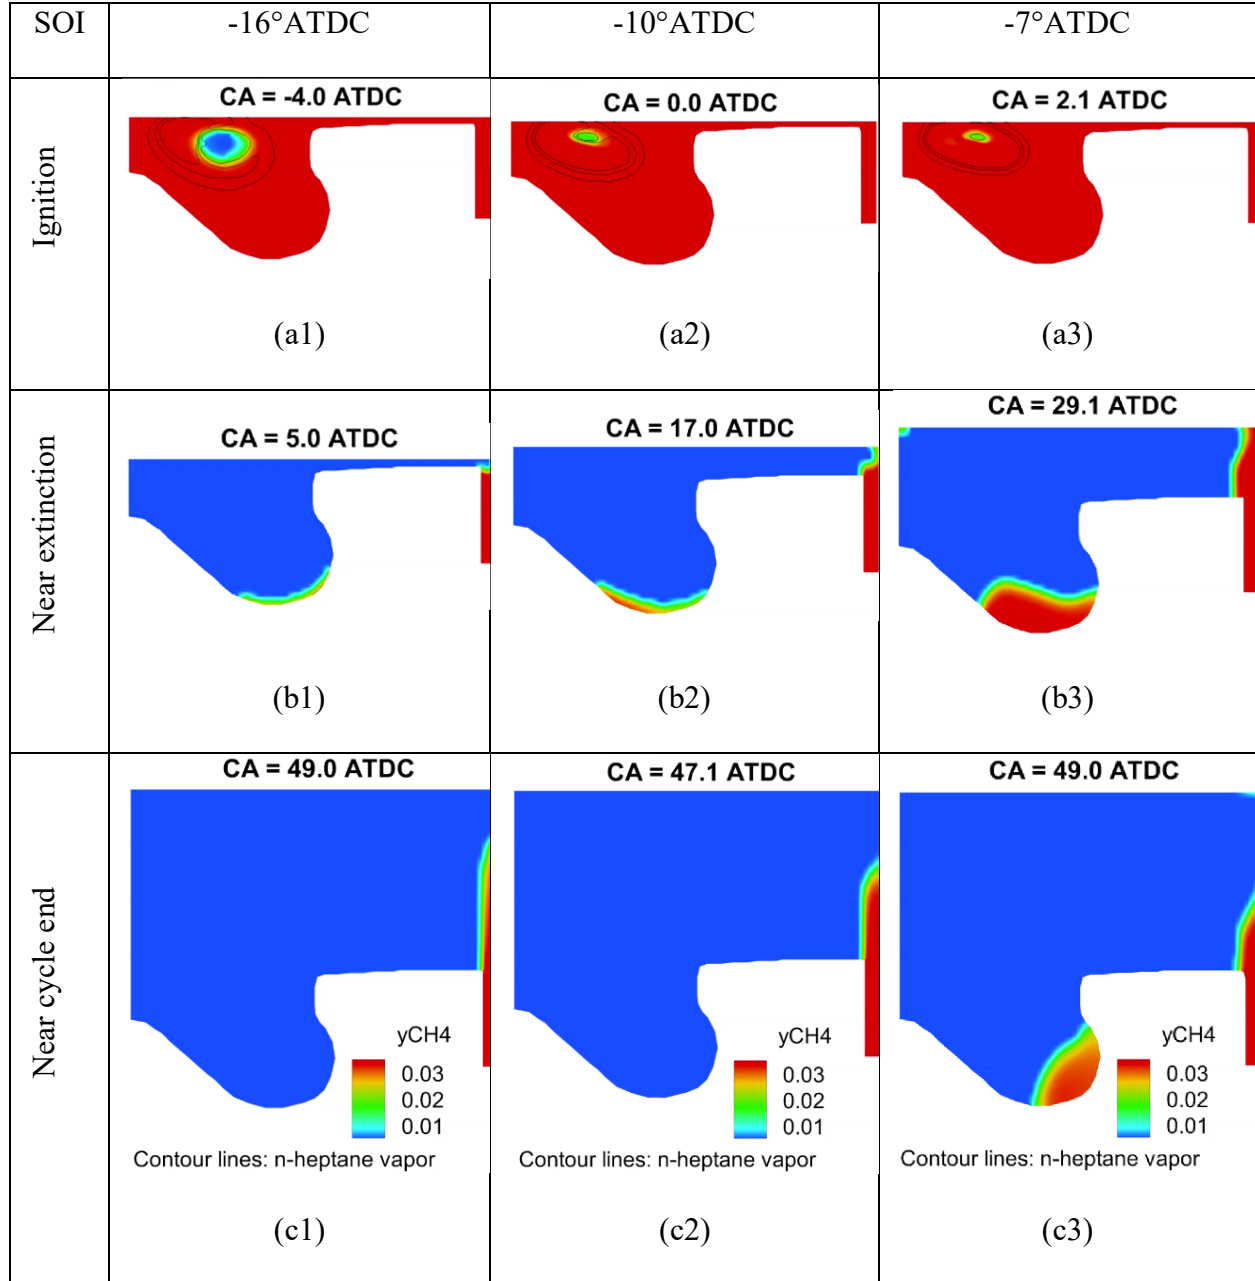 SOI
-16°ATDC
-10°ATDC
-7°ATDC
Ignition
CA = -4.0 ATDC
CA = 0.0 ATDC
CA = 2.1 ATDC
(a1)
(a2)
(a3)
Near extinction
CA = 5.0 ATDC
CA = 17.0 ATDC
CA = 29.1 ATDC
(b1)
(b2)
(b3)
Near cycle end
CA = 49.0 ATDC
yCH4
0.03
0.02
0.01
Contour lines: n-heptane vapor
(c1)
CA = 47.1 ATDC
yCH4
0.03
0.02
0.01
Contour lines: n-heptane vapor
(c2)
CA = 49.0 ATDC
yCH4
0.03
0.02
0.01
Contour lines: n-heptane vapor
(c3)